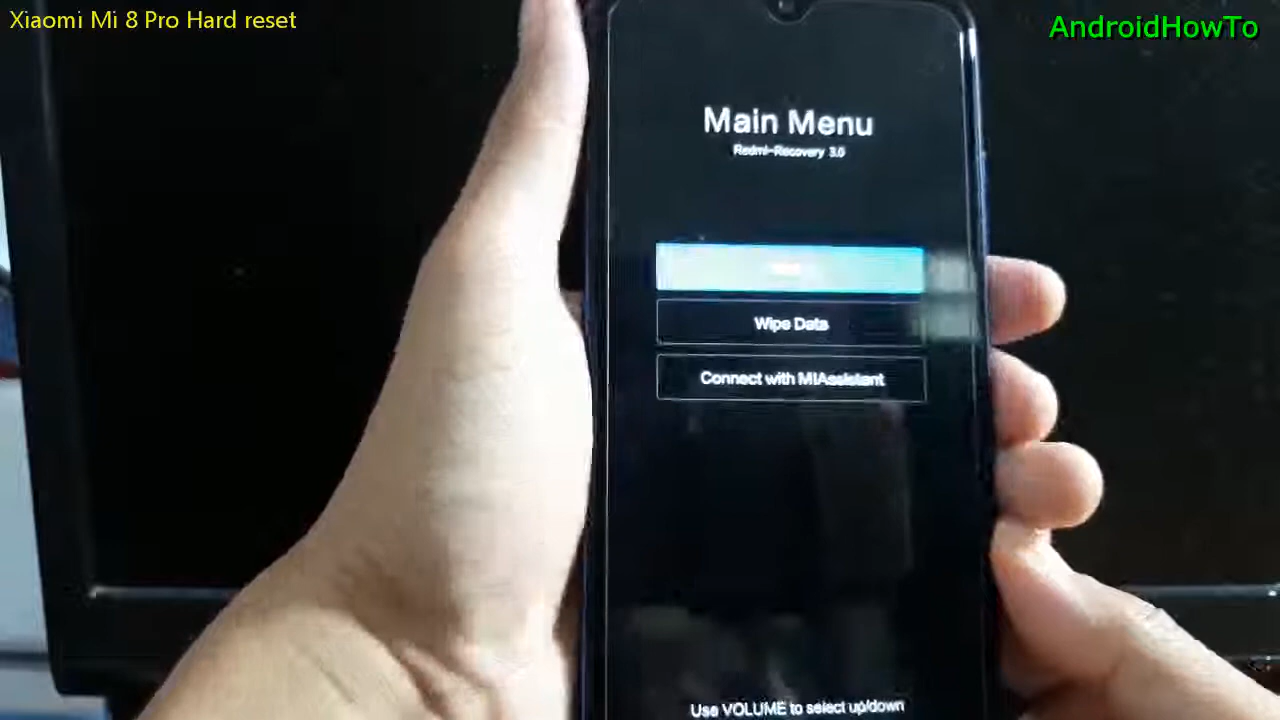 Xiaomi Mi 8 Pro Hard reset
AndroidHowTo
Main Menu
Redmi-Recovery 3.0
Wipe Data
Connect with MIAssistant
Use VOLUME to select up/down